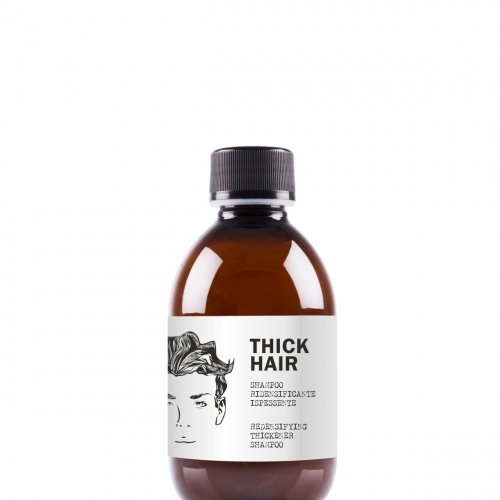 THICK
HAIR
SHAMPOO
RIDENSIFICANTE
ISPESSENTE
REDENSIFYING
THICKENER
SHAMPOO